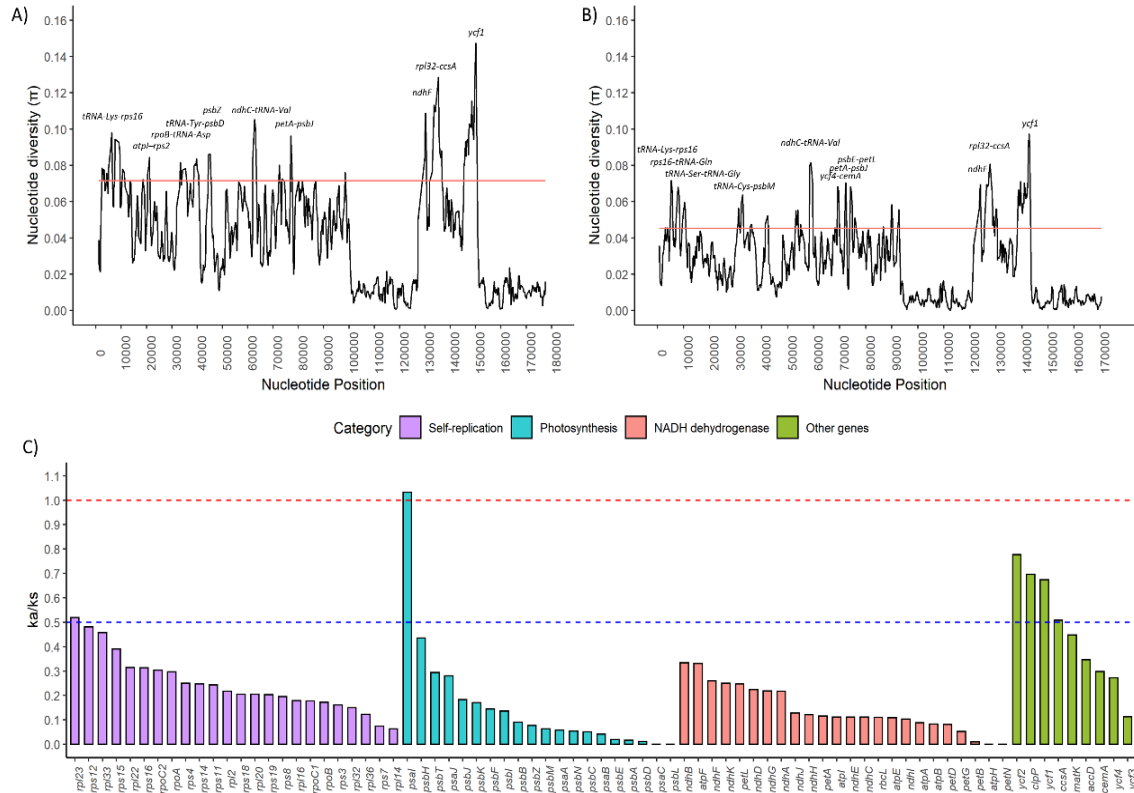 A)
0.16
0.14
0.12
0.10
0.08
0.06
0.04
0.02
0.00
Nucleotide diversity (π)
tRNA-Lys-rps16
atpI-rps2
rpoB-tRNA-Asp
tRNA-Tyr-psbD
psbZ
ndhC-tRNA-Val
petA-psbJ
ndhF
rpl32-ccsA
ycf1
0 10000 20000 30000 40000 50000 60000 70000 80000 90000 100000 110000 120000 130000 140000 150000 160000 170000 180000
Nucleotide Position
B)
0.16
0.14
0.12
0.10
0.08
0.06
0.04
0.02
0.00
Nucleotide diversity (π)
tRNA-Lys-rps16
rps16-tRNA-Gln
tRNA-Ser-tRNA-Gly
tRNA-Cys-psbM
ndhC-tRNA-Val
psbE-petL
petA-psbJ
ycf4-cemA
ndhF
rpl32-ccsA
ycf1
0 10000 20000 30000 40000 50000 60000 70000 80000 90000 100000 110000 120000 130000 140000 150000 160000 170000
Nucleotide Position
Category Self-replication Photosynthesis NADH dehydrogenase Other genes
C)
1.1
1.0
0.9
0.8
0.7
0.6
0.5
0.4
0.3
0.2
0.1
0.0
ka/ks
rpl23 rps12 rpl33 rps15 rpl22 rps16 rpoC2 rpoA rps4 rps14 rps11 rpl2 rps18 rpl20 rps19 rps8 rpl16 rpoC1 rpoB rps3 rpl32 rpl36 rps7 rpl14 psaI psbH psbT psaJ psbJ psbK psbF psbI psbB psbZ psbM psaA psbN psbC psaB psbE psbA psbD psaC psbL ndhB atpF ndhF ndhK petL ndhD ndhG ndhA ndhJ ndhH petA atpI ndhE ndhC rbcL atpE ndhI atpA atpB petD petG petB atpH petN ycf2 clpP ycf1 ccsA matK accD cemA ycf4 ycf3